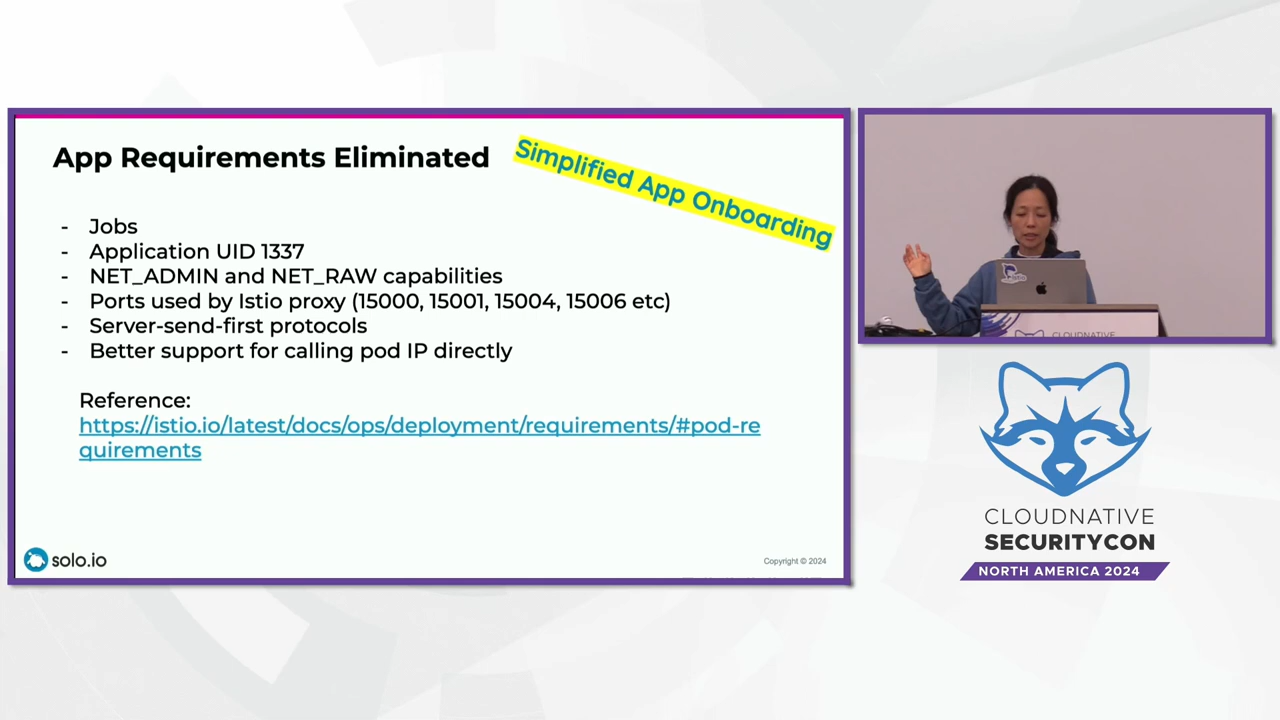 App Requirements Eliminated
Simplified App Onboarding
- Jobs
- Application UID 1337
- NET_ADMIN and NET_RAW capabilities
- Ports used by Istio proxy (15000, 15001, 15004, 15006 etc)
- Server-send-first protocols
- Better support for calling pod IP directly
Reference:
https://istio.io/latest/docs/ops/deployment/requirements/#pod-re
quirements
solo.io
Copyright © 2024
Istio
CLOUDNATIVE
CLOUDNATIVE
SECURITYCON
NORTH AMERICA 2024